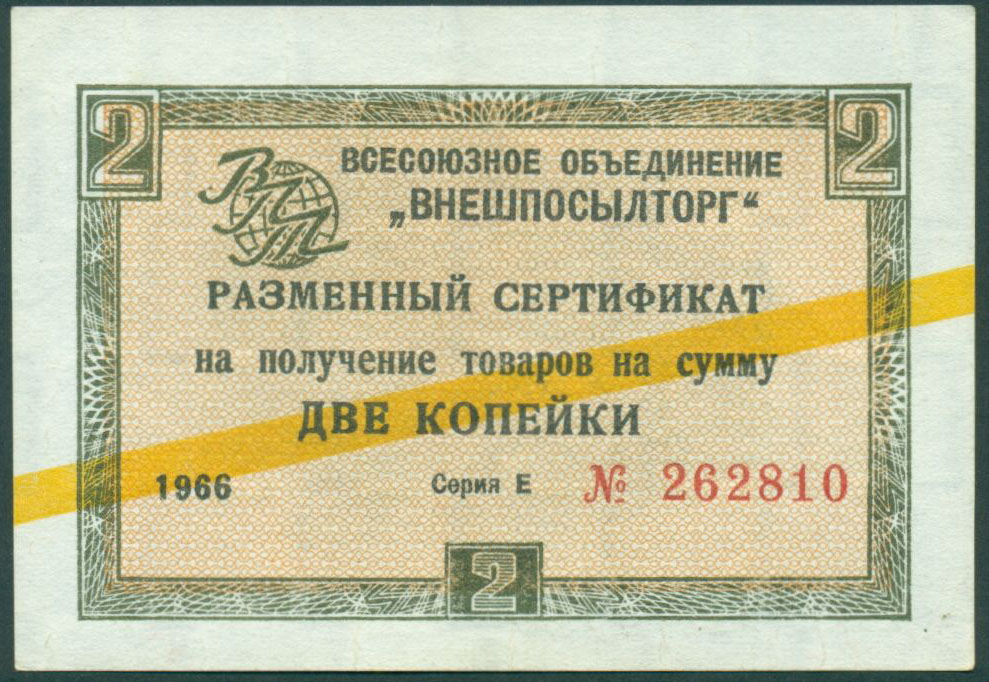 2 2
ВПТ
ВСЕСОЮЗНОЕ ОБЪЕДИНЕНИЕ
„ВНЕШПОСЫЛТОРГ“
РАЗМЕННЫЙ СЕРТИФИКАТ
на получение товаров на сумму
ДВЕ КОПЕЙКИ
1966 Серия Е № 262810
2